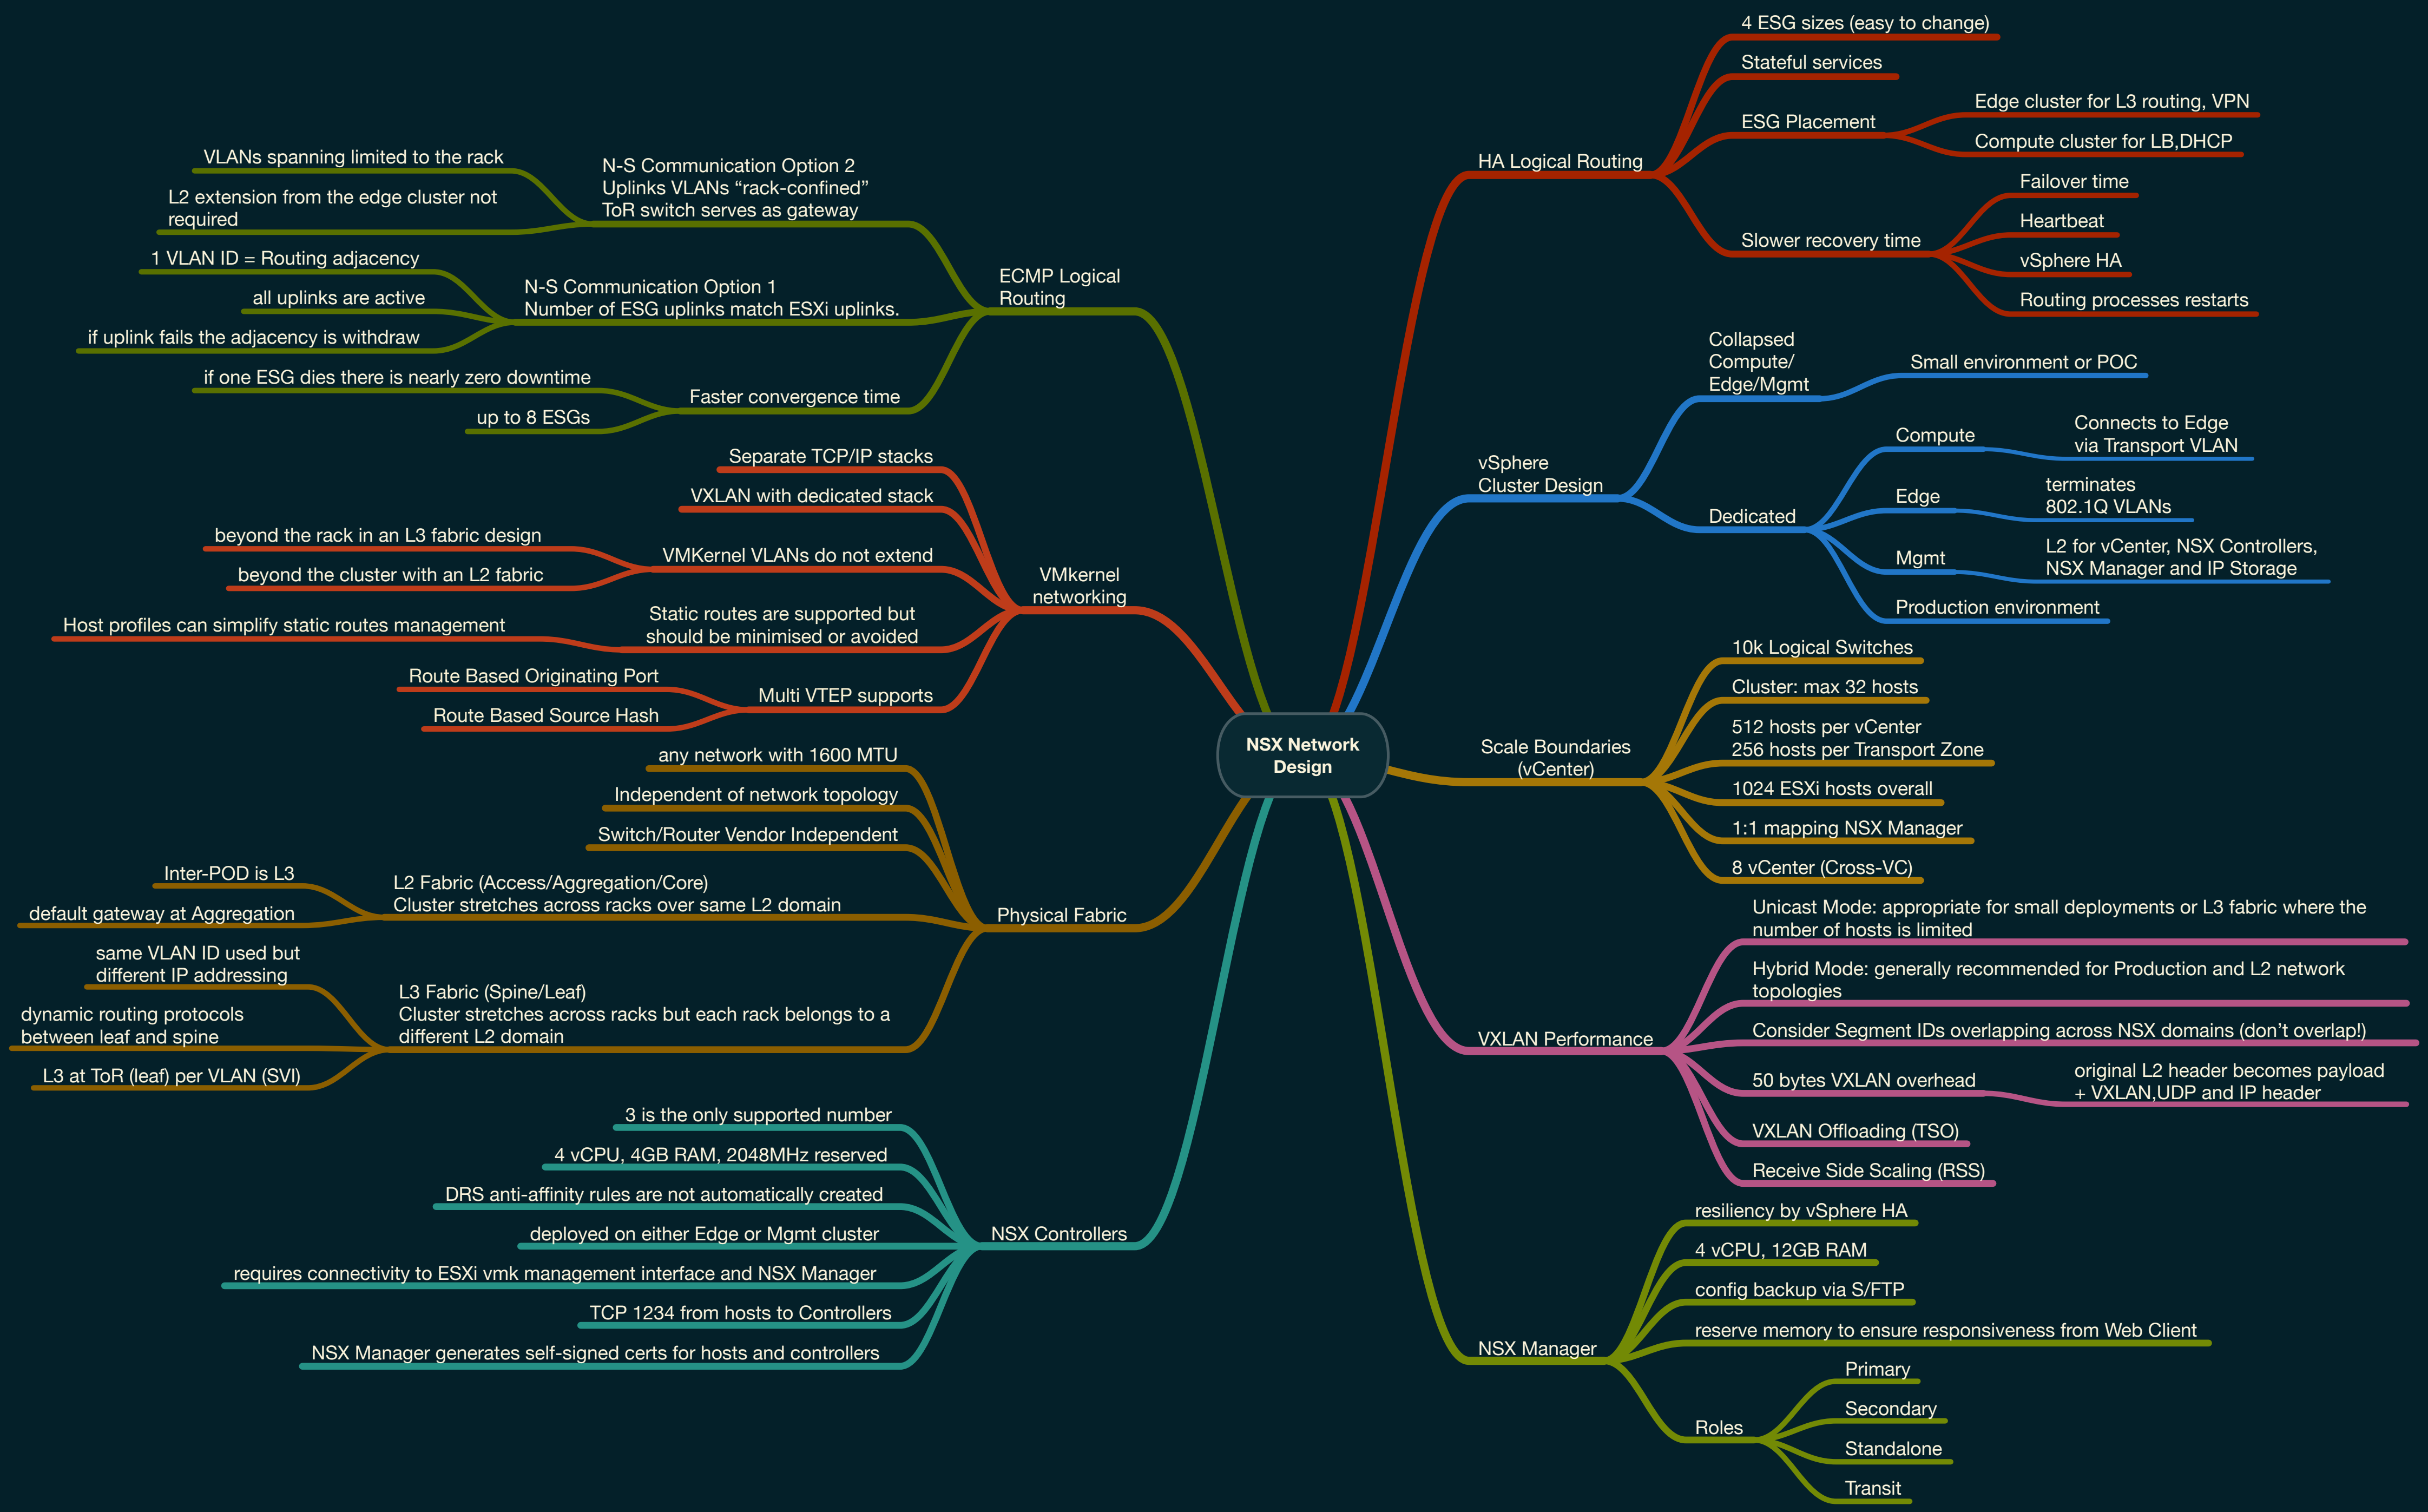 NSX Network
Design
HA Logical Routing
4 ESG sizes (easy to change)
Stateful services
ESG Placement
Edge cluster for L3 routing, VPN
Compute cluster for LB,DHCP
Slower recovery time
Failover time
Heartbeat
vSphere HA
Routing processes restarts
vSphere
Cluster Design
Collapsed
Compute/
Edge/Mgmt
Small environment or POC
Dedicated
Compute
Connects to Edge
via Transport VLAN
Edge
terminates
802.1Q VLANs
Mgmt
L2 for vCenter, NSX Controllers,
NSX Manager and IP Storage
Production environment
Scale Boundaries
(vCenter)
10k Logical Switches
Cluster: max 32 hosts
512 hosts per vCenter
256 hosts per Transport Zone
1024 ESXi hosts overall
1:1 mapping NSX Manager
8 vCenter (Cross-VC)
VXLAN Performance
Unicast Mode: appropriate for small deployments or L3 fabric where the
number of hosts is limited
Hybrid Mode: generally recommended for Production and L2 network
topologies
Consider Segment IDs overlapping across NSX domains (don’t overlap!)
50 bytes VXLAN overhead
original L2 header becomes payload
+ VXLAN,UDP and IP header
VXLAN Offloading (TSO)
Receive Side Scaling (RSS)
NSX Manager
resiliency by vSphere HA
4 vCPU, 12GB RAM
config backup via S/FTP
reserve memory to ensure responsiveness from Web Client
Roles
Primary
Secondary
Standalone
Transit
ECMP Logical
Routing
N-S Communication Option 2
Uplinks VLANs “rack-confined”
ToR switch serves as gateway
VLANs spanning limited to the rack
L2 extension from the edge cluster not
required
N-S Communication Option 1
Number of ESG uplinks match ESXi uplinks.
1 VLAN ID = Routing adjacency
all uplinks are active
if uplink fails the adjacency is withdraw
Faster convergence time
if one ESG dies there is nearly zero downtime
up to 8 ESGs
VMkernel
networking
Separate TCP/IP stacks
VXLAN with dedicated stack
VMKernel VLANs do not extend
beyond the rack in an L3 fabric design
beyond the cluster with an L2 fabric
Static routes are supported but
should be minimised or avoided
Host profiles can simplify static routes management
Multi VTEP supports
Route Based Originating Port
Route Based Source Hash
Physical Fabric
any network with 1600 MTU
Independent of network topology
Switch/Router Vendor Independent
L2 Fabric (Access/Aggregation/Core)
Cluster stretches across racks over same L2 domain
Inter-POD is L3
default gateway at Aggregation
L3 Fabric (Spine/Leaf)
Cluster stretches across racks but each rack belongs to a
different L2 domain
same VLAN ID used but
different IP addressing
dynamic routing protocols
between leaf and spine
L3 at ToR (leaf) per VLAN (SVI)
NSX Controllers
3 is the only supported number
4 vCPU, 4GB RAM, 2048MHz reserved
DRS anti-affinity rules are not automatically created
deployed on either Edge or Mgmt cluster
requires connectivity to ESXi vmk management interface and NSX Manager
TCP 1234 from hosts to Controllers
NSX Manager generates self-signed certs for hosts and controllers